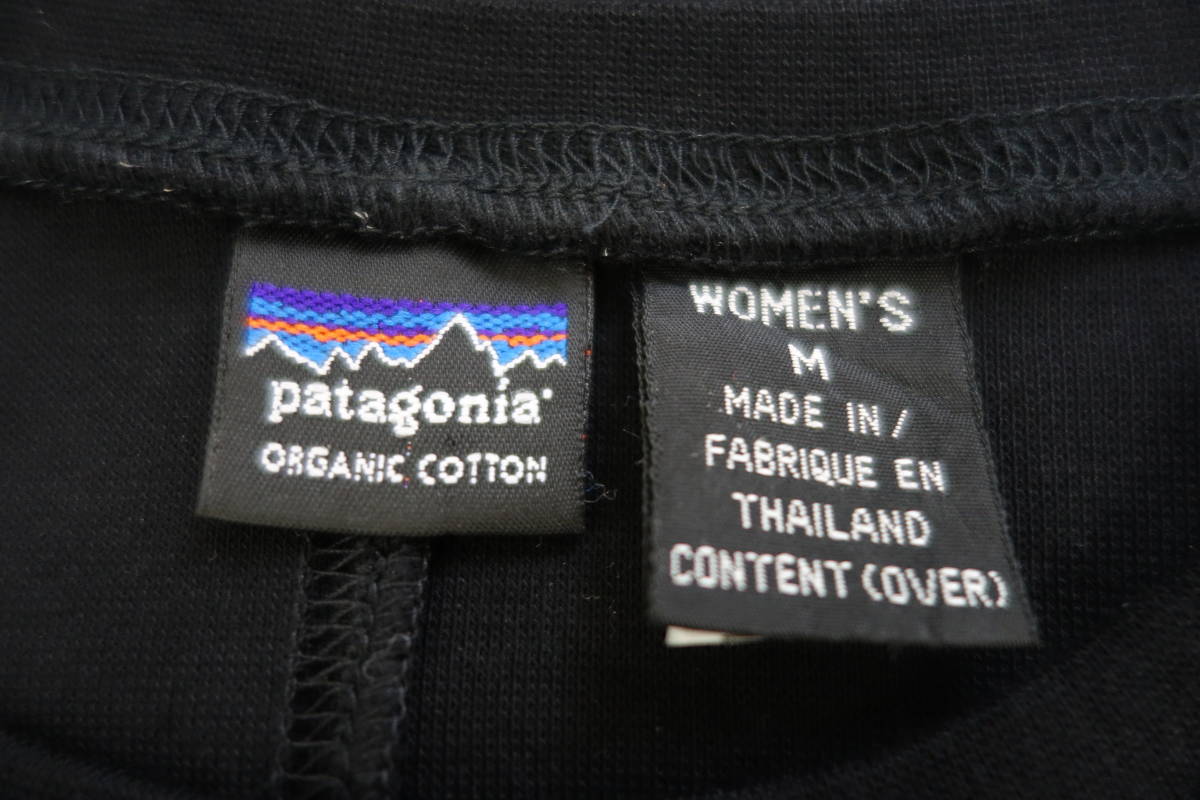 patagonia
ORGANIC COTTON
WOMEN'S
M
MADE IN/
FABRIQUE EN
THAILAND
CONTENT (OVER)